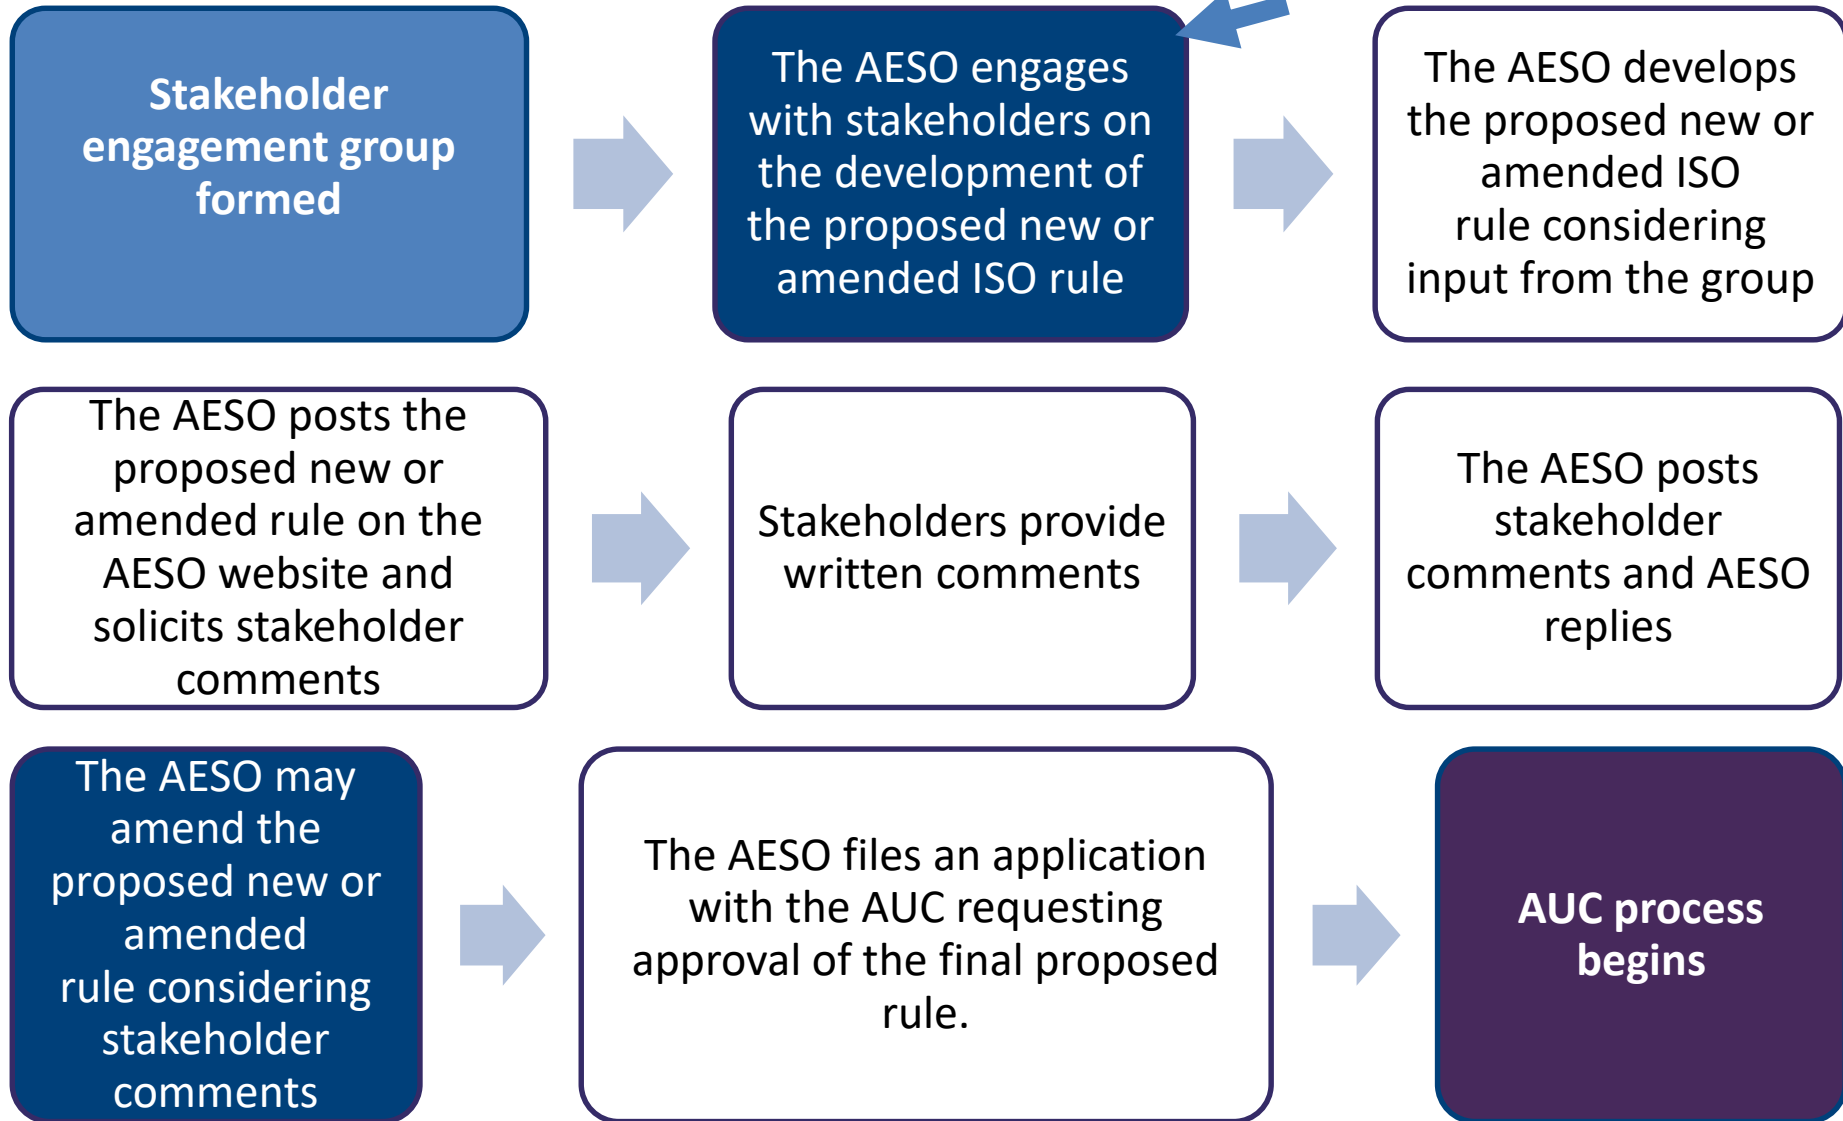 Stakeholder
engagement group
formed
The AESO engages
with stakeholders on
the development of
the proposed new or
amended ISO rule
The AESO develops
the proposed new or
amended ISO
rule considering
input from the group
The AESO posts the
proposed new or
amended rule on the
AESO website and
solicits stakeholder
comments
Stakeholders provide
written comments
The AESO posts
stakeholder
comments and AESO
replies
The AESO may
amend the
proposed new or
amended
rule considering
stakeholder
comments
The AESO files an application
with the AUC requesting
approval of the final proposed
rule.
AUC process
begins